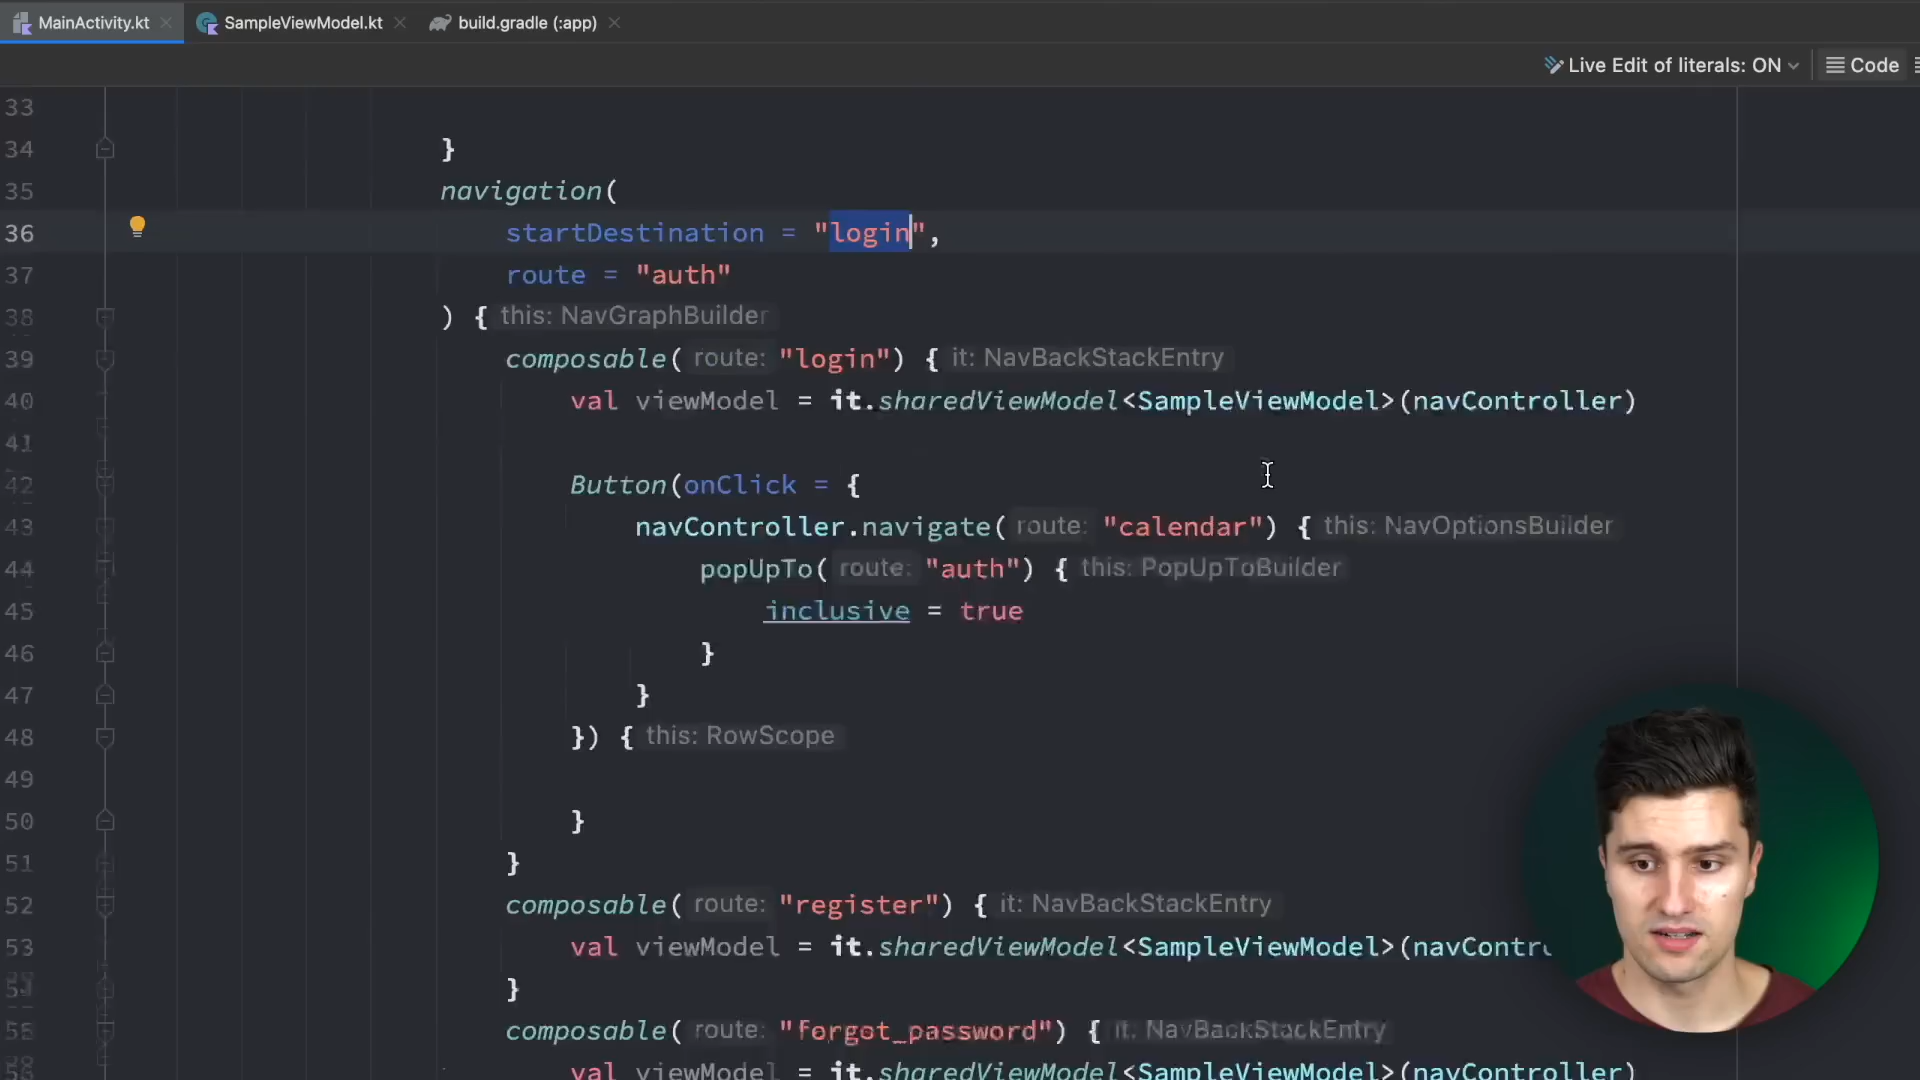 MainActivity.kt
SampleViewModel.kt
build.gradle (:app)
Live Edit of literals: ON
Code
33
34 }
35 navigation(
36 startDestination = "login",
37 route = "auth"
38 ) { this: NavGraphBuilder
39 composable( route: "login") { it: NavBackStackEntry
40 val viewModel = it.sharedViewModel<SampleViewModel>(navController)
41
42 Button(onClick = {
43 navController.navigate( route: "calendar") { this: NavOptionsBuilder
44 popUpTo( route: "auth") { this: PopUpToBuilder
45 inclusive = true
46 }
47 }
48 }) { this: RowScope
49
50 }
51 }
52 composable( route: "register") { it: NavBackStackEntry
53 val viewModel = it.sharedViewModel<SampleViewModel>(navContro
}
composable( route: "forgot_password") { it: NavBackStackEntry
val viewModel = it.sharedViewModel<SampleViewModel>(navController)